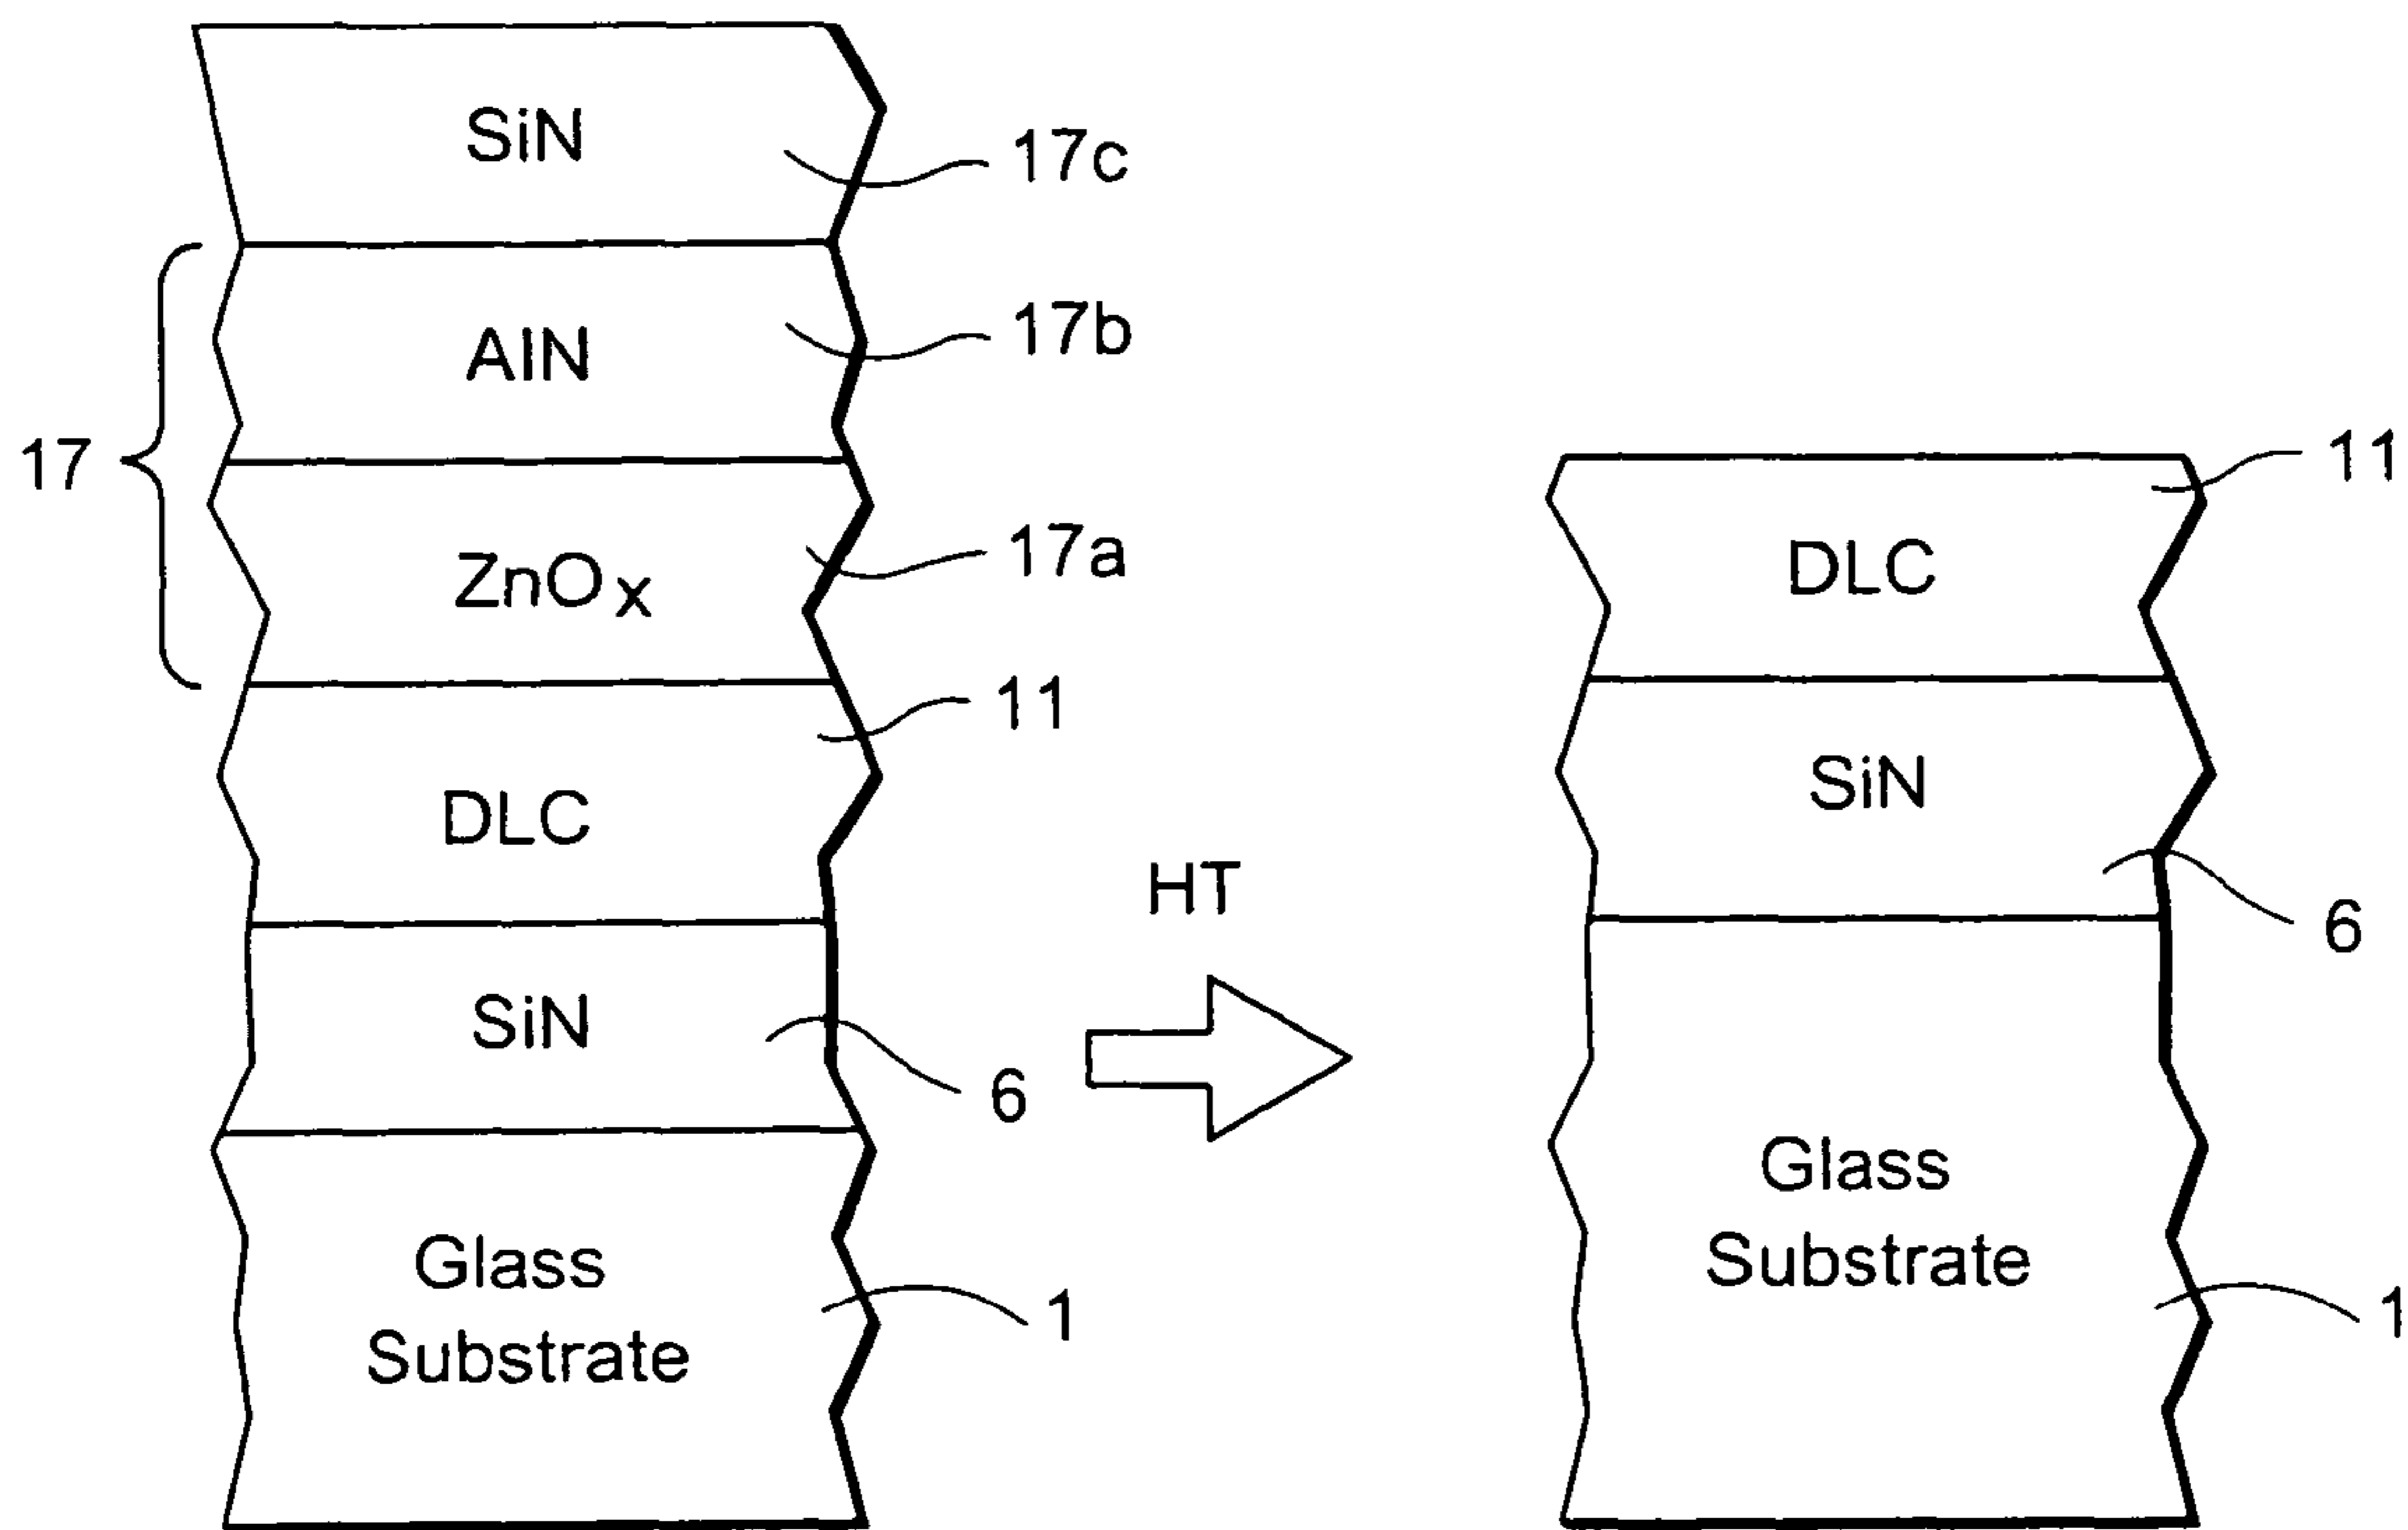 SiN
17c
AlN
17b
17
ZnOx
17a
11
DLC
SiN
6
Glass
Substrate
1
HT
11
DLC
SiN
6
Glass
Substrate
1